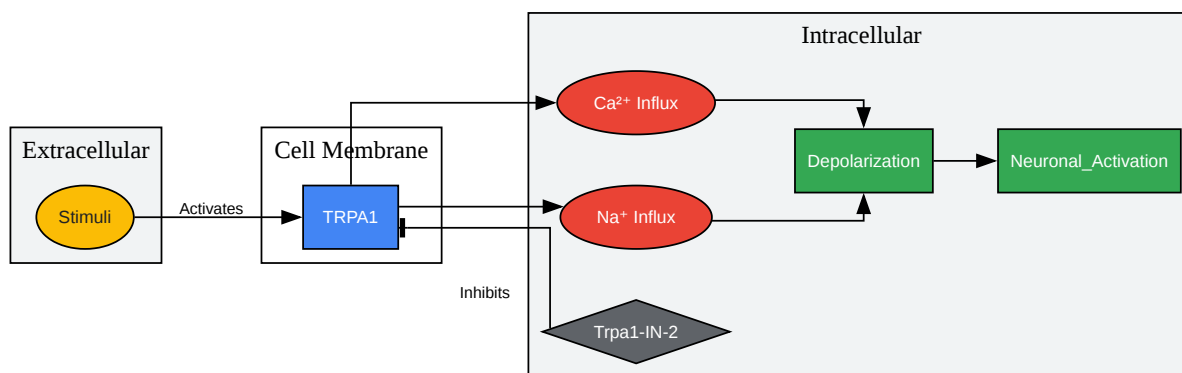 Intracellular
Ca²⁺ Influx
Extracellular
Cell Membrane
Depolarization
Neuronal_Activation
Stimuli
Activates
TRPA1
Na⁺ Influx
Inhibits
Trpa1-IN-2